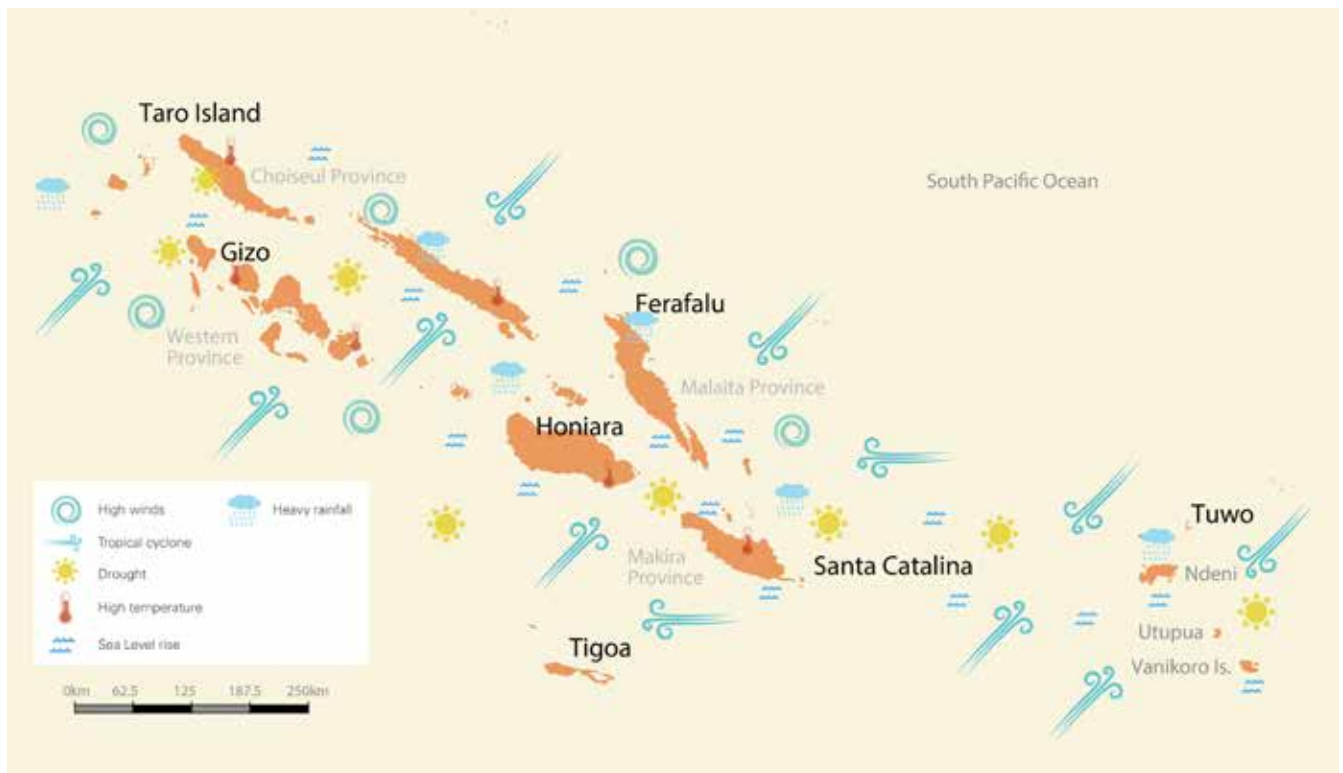 Taro Island
Choiseul Province
South Pacific Ocean
Gizo
Ferafalu
Western
Province
Malaita Province
Honiara
Tuwo
Makira
Province
Santa Catalina
Ndeni
Tigoa
Utupua
Vanikoro Is.
High winds
Heavy rainfall
Tropical cyclone
Drought
High temperature
Sea Level rise
0km 62.5 125 187.5 250km